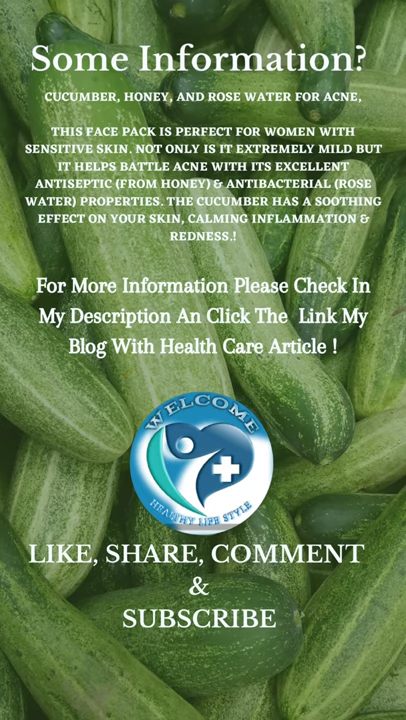 Some Information?
CUCUMBER, HONEY, AND ROSE WATER FOR ACNE,
THIS FACE PACK IS PERFECT FOR WOMEN WITH
SENSITIVE SKIN. NOT ONLY IS IT EXTREMELY MILD BUT
IT HELPS BATTLE ACNE WITH ITS EXCELLENT
ANTISEPTIC (FROM HONEY) & ANTIBACTERIAL (ROSE
WATER) PROPERTIES. THE CUCUMBER HAS A SOOTHING
EFFECT ON YOUR SKIN, CALMING INFLAMMATION &
REDNESS.!
For More Information Please Check In
My Description An Click The Link My
Blog With Health Care Article !
WELCOME
HEALTHY LIFE STYLE
LIKE, SHARE, COMMENT
&
SUBSCRIBE